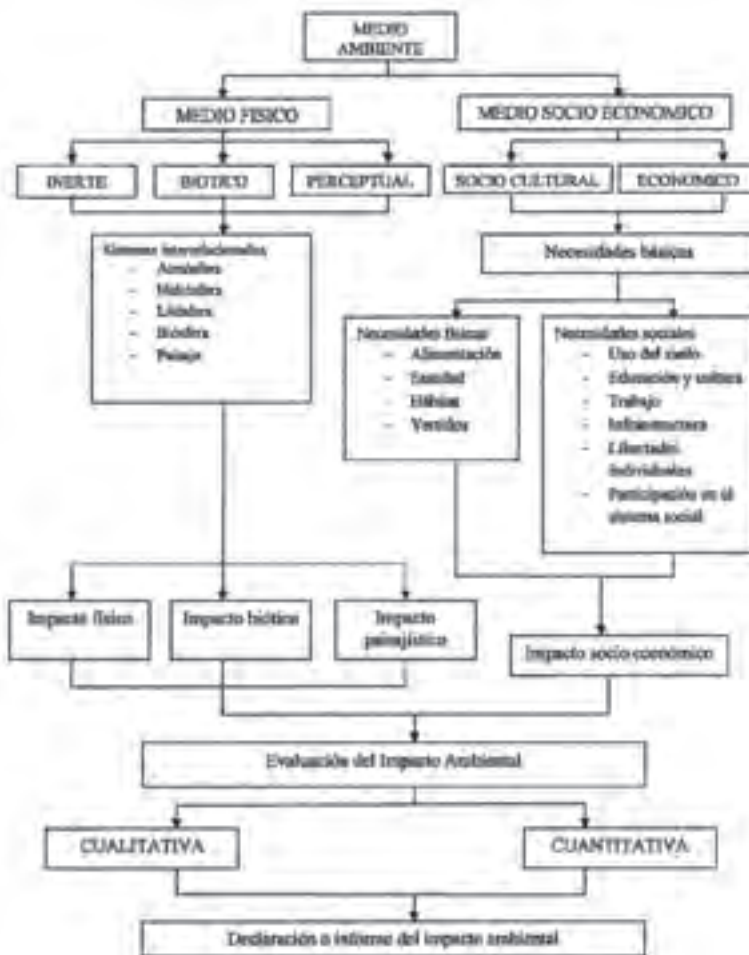 MEDIO
AMBIENTE
MEDIO FISICO
MEDIO SOCIO ECONOMICO
INERTE
BIOTICO
PERCEPTUAL
SOCIO CULTURAL
ECONOMICO
Sistemas interrelacionados
- Atmósfera
- Hidrósfera
- Litósfera
- Biósfera
- Paisaje
Necesidades básicas
Necesidades físicas
- Alimentación
- Sanidad
- Hábitat
- Vestidos
Necesidades sociales
- Uso del suelo
- Educación y cultura
- Trabajo
- Infraestructura
- Libertades
individuales
- Participación en el
sistema social
Impacto físico
Impacto biótico
Impacto
paisajístico
Impacto socio económico
Evaluación del Impacto Ambiental
CUALITATIVA
CUANTITATIVA
Declaración o informe del impacto ambiental